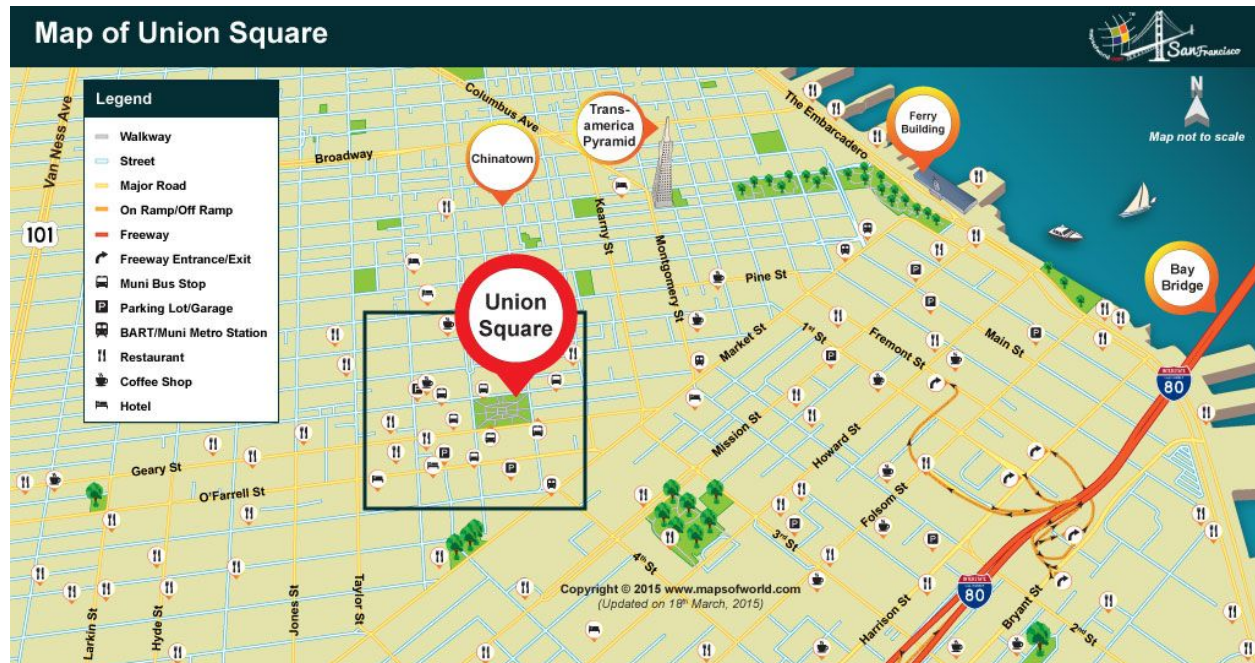 Map of Union Square
San Francisco
Legend
Walkway
Street
Major Road
On Ramp/Off Ramp
Freeway
Freeway Entrance/Exit
Muni Bus Stop
P
Parking Lot/Garage
BART/Muni Metro Station
Restaurant
Coffee Shop
Hotel
N
Map not to scale
Van Ness Ave
101
Columbus Ave
Broadway
Chinatown
Trans-
america
Pyramid
The Embarcadero
Ferry
Building
Kearny St
Montgomery St
Pine St
Bay
Bridge
Union
Square
Market St
1st St
Fremont St
Main St
INTERSTATE
80
Mission St
Howard St
Folsom St
Geary St
O'Farrell St
3rd St
4th St
Larkin St
Hyde St
Jones St
Taylor St
Harrison St
INTERSTATE
80
Bryant St
2nd St
P
P
P
P
P
P
P
Copyright © 2015 www.mapsofworld.com
(Updated on 18th March, 2015)